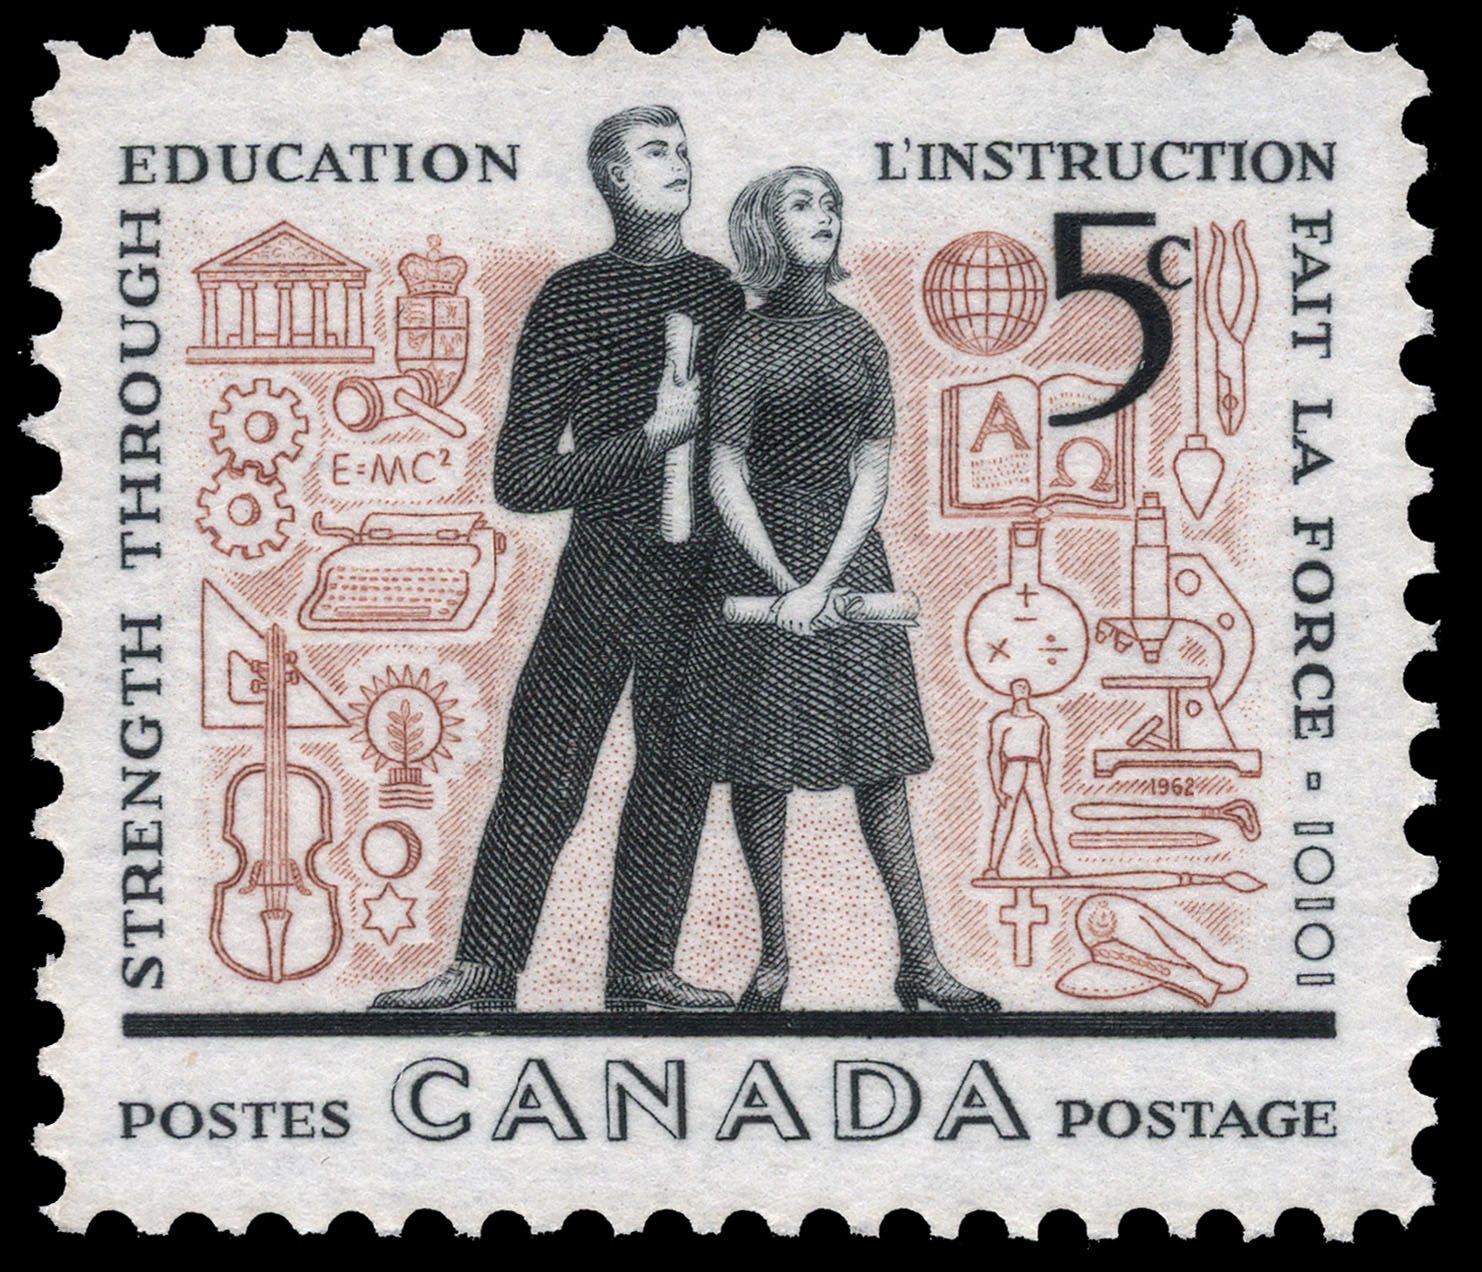 EDUCATION
STRENGTH THROUGH
L'INSTRUCTION
FAIT LA FORCE
5c
E=MC²
A
Ω
+
−
×
÷
1962
POSTES CANADA POSTAGE